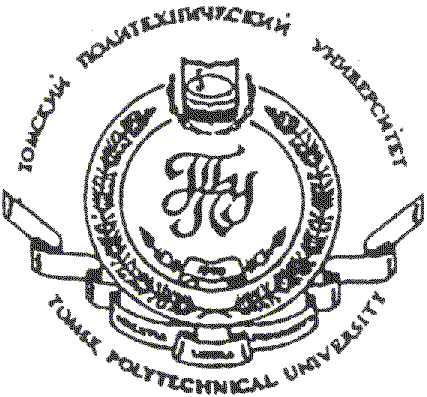 ТОМСКИЙ ПОЛИТЕХНИЧЕСКИЙ УНИВЕРСИТЕТ
ТПУ
TOMSK POLYTECHNICAL UNIVERSITY